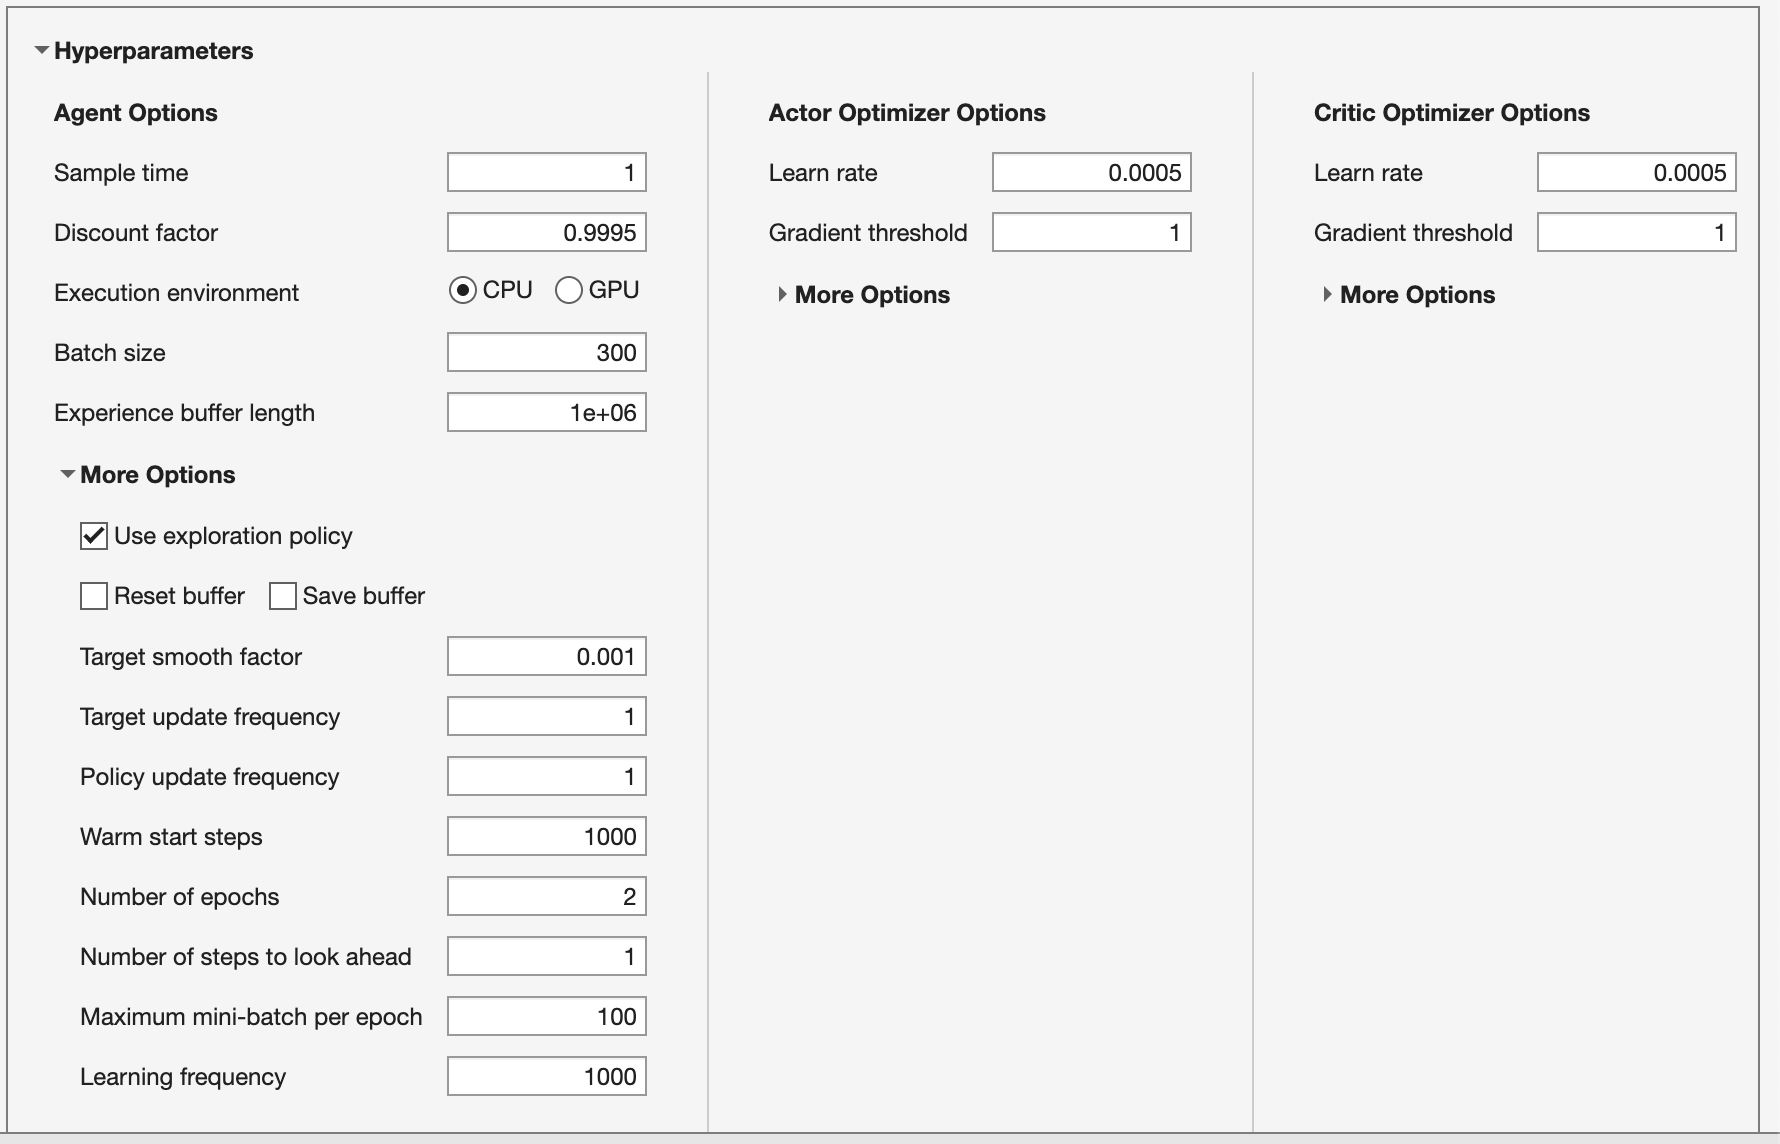 Hyperparameters
Agent Options
Sample time 1
Discount factor 0.9995
Execution environment CPU GPU
Batch size 300
Experience buffer length 1e+06
More Options
Use exploration policy
Reset buffer Save buffer
Target smooth factor 0.001
Target update frequency 1
Policy update frequency 1
Warm start steps 1000
Number of epochs 2
Number of steps to look ahead 1
Maximum mini-batch per epoch 100
Learning frequency 1000
Actor Optimizer Options
Learn rate 0.0005
Gradient threshold 1
More Options
Critic Optimizer Options
Learn rate 0.0005
Gradient threshold 1
More Options